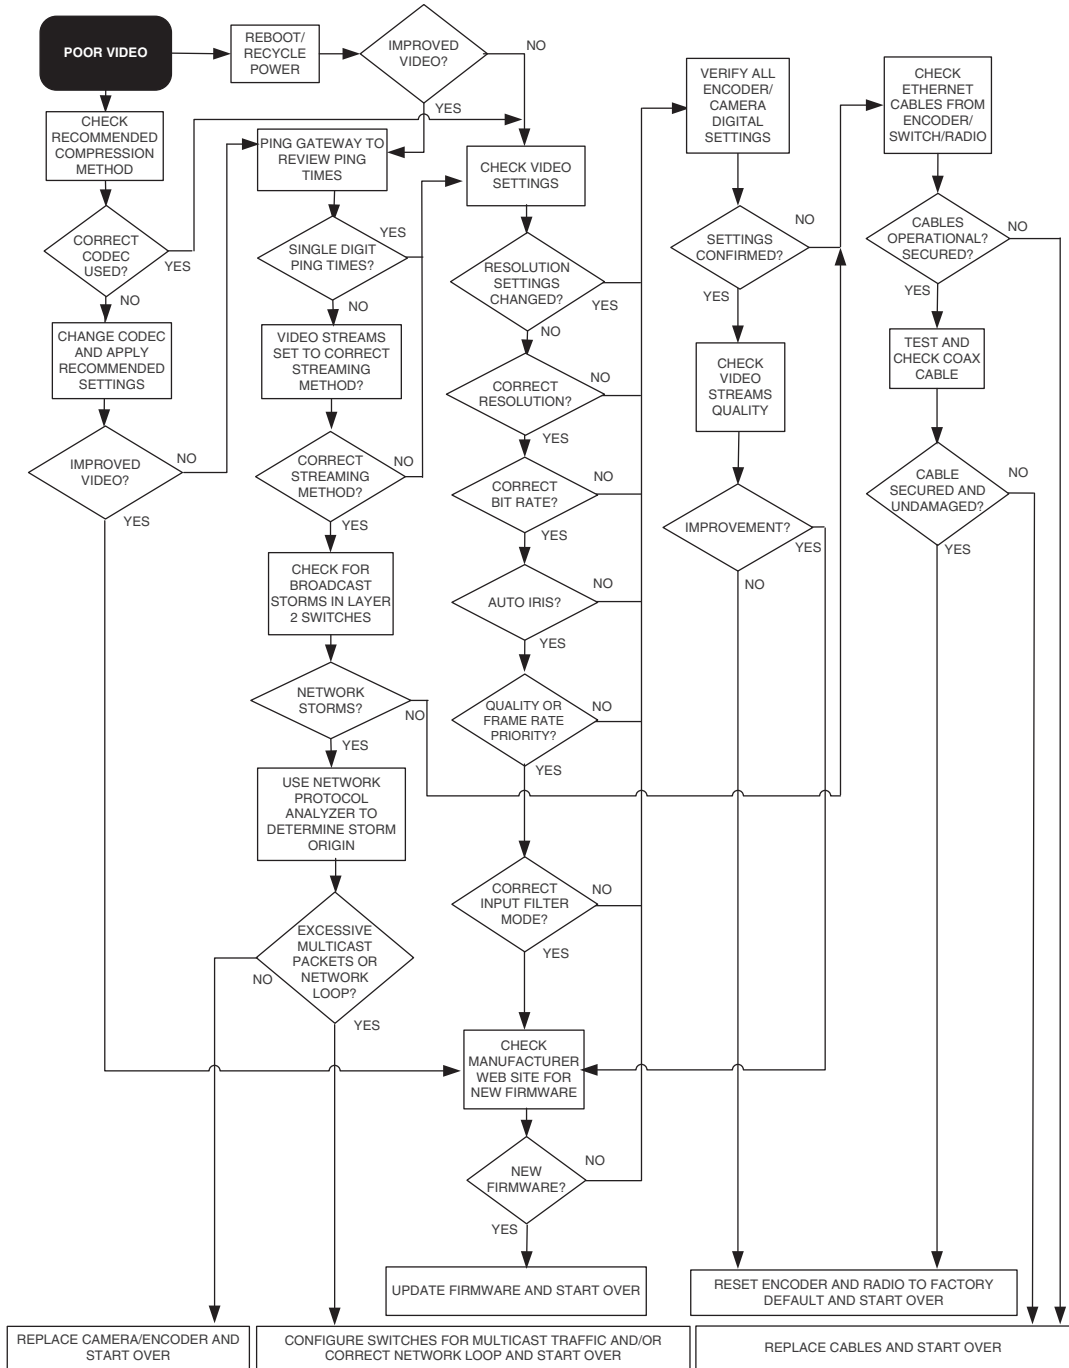 POOR VIDEO
REBOOT/
RECYCLE
POWER
IMPROVED
VIDEO?
NO
YES
CHECK
RECOMMENDED
COMPRESSION
METHOD
CORRECT
CODEC
USED?
YES
NO
CHANGE CODEC
AND APPLY
RECOMMENDED
SETTINGS
IMPROVED
VIDEO?
NO
YES
PING GATEWAY TO
REVIEW PING
TIMES
SINGLE DIGIT
PING TIMES?
YES
NO
VIDEO STREAMS
SET TO CORRECT
STREAMING
METHOD?
CORRECT
STREAMING
METHOD?
NO
YES
CHECK FOR
BROADCAST
STORMS IN LAYER
2 SWITCHES
NETWORK
STORMS?
NO
YES
USE NETWORK
PROTOCOL
ANALYZER TO
DETERMINE STORM
ORIGIN
EXCESSIVE
MULTICAST
PACKETS OR
NETWORK
LOOP?
NO
YES
CHECK VIDEO
SETTINGS
RESOLUTION
SETTINGS
CHANGED?
YES
NO
CORRECT
RESOLUTION?
NO
YES
CORRECT
BIT RATE?
NO
YES
AUTO IRIS?
NO
YES
QUALITY OR
FRAME RATE
PRIORITY?
NO
YES
CORRECT
INPUT FILTER
MODE?
NO
YES
CHECK
MANUFACTURER
WEB SITE FOR
NEW FIRMWARE
NEW
FIRMWARE?
NO
YES
UPDATE FIRMWARE AND START OVER
VERIFY ALL
ENCODER/
CAMERA
DIGITAL
SETTINGS
SETTINGS
CONFIRMED?
NO
YES
CHECK
VIDEO
STREAMS
QUALITY
IMPROVEMENT?
YES
NO
CHECK
ETHERNET
CABLES FROM
ENCODER/
SWITCH/RADIO
CABLES
OPERATIONAL?
SECURED?
NO
YES
TEST AND
CHECK COAX
CABLE
CABLE
SECURED AND
UNDAMAGED?
NO
YES
RESET ENCODER AND RADIO TO FACTORY
DEFAULT AND START OVER
REPLACE CAMERA/ENCODER AND
START OVER
CONFIGURE SWITCHES FOR MULTICAST TRAFFIC AND/OR
CORRECT NETWORK LOOP AND START OVER
REPLACE CABLES AND START OVER